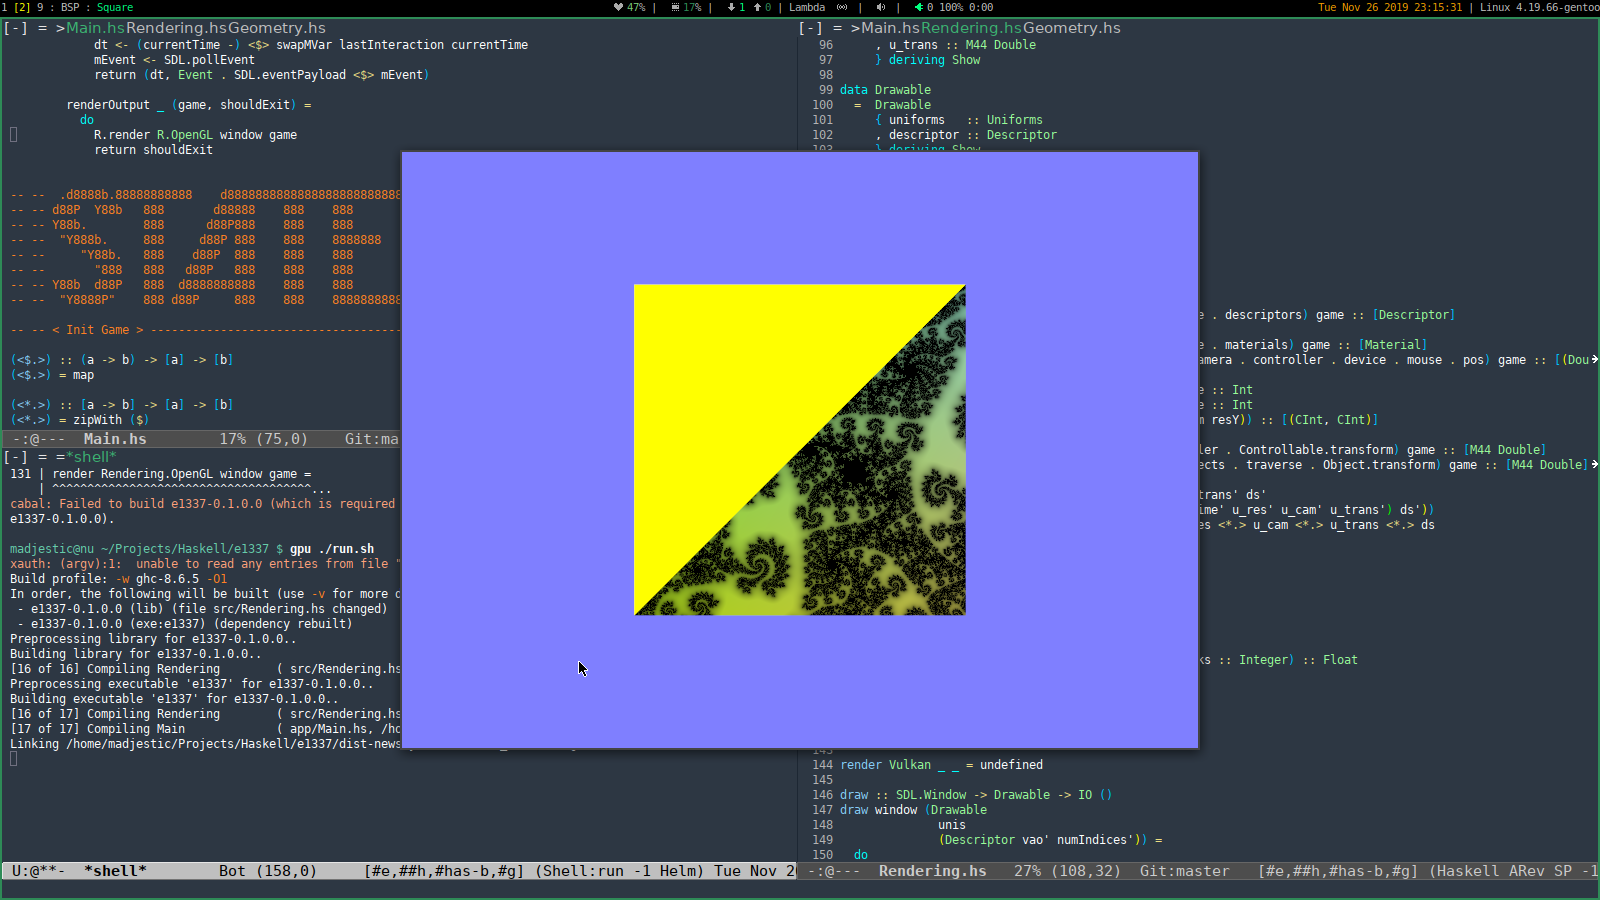 1 [2] 9 : BSP : Square
47% | 17% | 1 0 | Lambda | | 0 100% 0:00
Tue Nov 26 2019 23:15:31 | Linux 4.19.66-gentoo
[-] = >Main.hsRendering.hsGeometry.hs
dt <- (currentTime -) <$> swapMVar lastInteraction currentTime
mEvent <- SDL.pollEvent
return (dt, Event . SDL.eventPayload <$> mEvent)
renderOutput _ (game, shouldExit) =
do
R.render R.OpenGL window game
return shouldExit
-- --  .d8888b.88888888888    d88888888888888888888888888
-- -- d88P  Y88b   888       d88888    888    888
-- -- Y88b.        888      d88P888    888    888
-- --  "Y888b.     888     d88P 888    888    8888888
-- --     "Y88b.   888    d88P  888    888    888
-- --       "888   888   d88P   888    888    888
-- -- Y88b  d88P   888  d8888888888    888    888
-- --  "Y8888P"    888 d88P     888    888    8888888888
-- -- < Init Game > ------------------------------------
(<$.>) :: (a -> b) -> [a] -> [b]
(<$.>) = map
(<*.>) :: [a -> b] -> [a] -> [b]
(<*.>) = zipWith ($)
-:@---  Main.hs  17% (75,0)  Git:ma
[-] = =*shell*
131 | render Rendering.OpenGL window game =
| ^^^^^^^^^^^^^^^^^^^^^^^^^^^^^^^^^^^^^...
cabal: Failed to build e1337-0.1.0.0 (which is required
e1337-0.1.0.0).
madjestic@nu ~/Projects/Haskell/e1337 $ gpu ./run.sh
xauth: (argv):1:  unable to read any entries from file "
Build profile: -w ghc-8.6.5 -O1
In order, the following will be built (use -v for more d
- e1337-0.1.0.0 (lib) (file src/Rendering.hs changed)
- e1337-0.1.0.0 (exe:e1337) (dependency rebuilt)
Preprocessing library for e1337-0.1.0.0..
Building library for e1337-0.1.0.0..
[16 of 16] Compiling Rendering        ( src/Rendering.hs
Preprocessing executable 'e1337' for e1337-0.1.0.0..
Building executable 'e1337' for e1337-0.1.0.0..
[16 of 17] Compiling Rendering        ( src/Rendering.hs
[17 of 17] Compiling Main             ( app/Main.hs, /ho
Linking /home/madjestic/Projects/Haskell/e1337/dist-news
U:@**-  *shell*  Bot (158,0)  [#e,##h,#has-b,#g] (Shell:run -1 Helm) Tue Nov 2
[-] = >Main.hsRendering.hsGeometry.hs
96 , u_trans :: M44 Double
97 } deriving Show
98
99 data Drawable
100 =  Drawable
101 { uniforms   :: Uniforms
102 , descriptor :: Descriptor
103 } deriving Show
e . descriptors) game :: [Descriptor]
e . materials) game :: [Material]
amera . controller . device . mouse . pos) game :: [(Dou
e :: Int
e :: Int
m resY)) :: [(CInt, CInt)]
ler . Controllable.transform) game :: [M44 Double]
ects . traverse . Object.transform) game :: [M44 Double]
trans' ds'
ime' u_res' u_cam' u_trans') ds'))
es <*.> u_cam <*.> u_trans <*.> ds
ks :: Integer) :: Float
143
144 render Vulkan _ _ = undefined
145
146 draw :: SDL.Window -> Drawable -> IO ()
147 draw window (Drawable
148 unis
149 (Descriptor vao' numIndices')) =
150 do
-:@---  Rendering.hs  27% (108,32)  Git:master  [#e,##h,#has-b,#g] (Haskell ARev SP -1